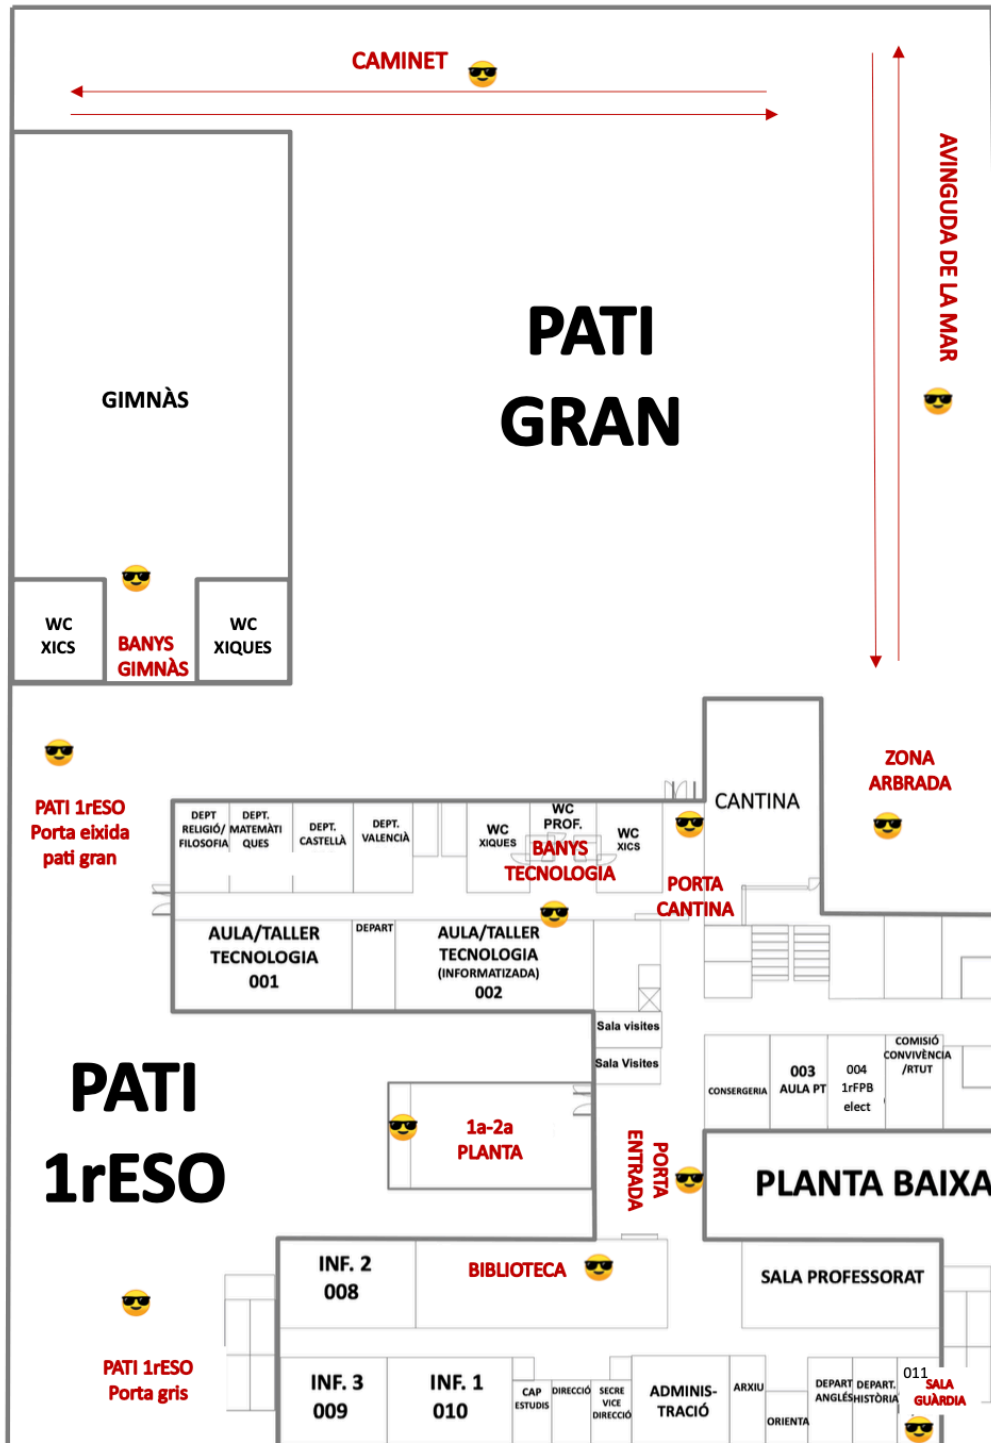 CAMINET
AVINGUDA DE LA MAR
PATI
GRAN
GIMNÀS
WC
XICS
BANYS
GIMNÀS
WC
XIQUES
PATI 1rESO
Porta eixida
pati gran
ZONA
ARBRADA
CANTINA
DEPT
RELIGIÓ/
FILOSOFIA
DEPT.
MATEMÀTI
QUES
DEPT.
CASTELLÀ
DEPT.
VALENCIÀ
WC
XIQUES
WC
PROF.
WC
XICS
BANYS
TECNOLOGIA
PORTA
CANTINA
AULA/TALLER
TECNOLOGIA
001
DEPART
AULA/TALLER
TECNOLOGIA
(INFORMATIZADA)
002
Sala visites
Sala Visites
CONSERGERIA
003
AULA PT
004
1rFPB
elect
COMISIÓ
CONVIVÈNCIA
/RTUT
PATI
1rESO
1a-2a
PLANTA
PORTA
ENTRADA
PLANTA BAIXA
INF. 2
008
BIBLIOTECA
SALA PROFESSORAT
PATI 1rESO
Porta gris
INF. 3
009
INF. 1
010
CAP
ESTUDIS
DIRECCIÓ
SECRE
VICE
DIRECCIÓ
ADMINIS-
TRACIÓ
ARXIU
ORIENTA
DEPART
ANGLÉS
DEPART.
HISTÒRIA
011
SALA
GUÀRDIA